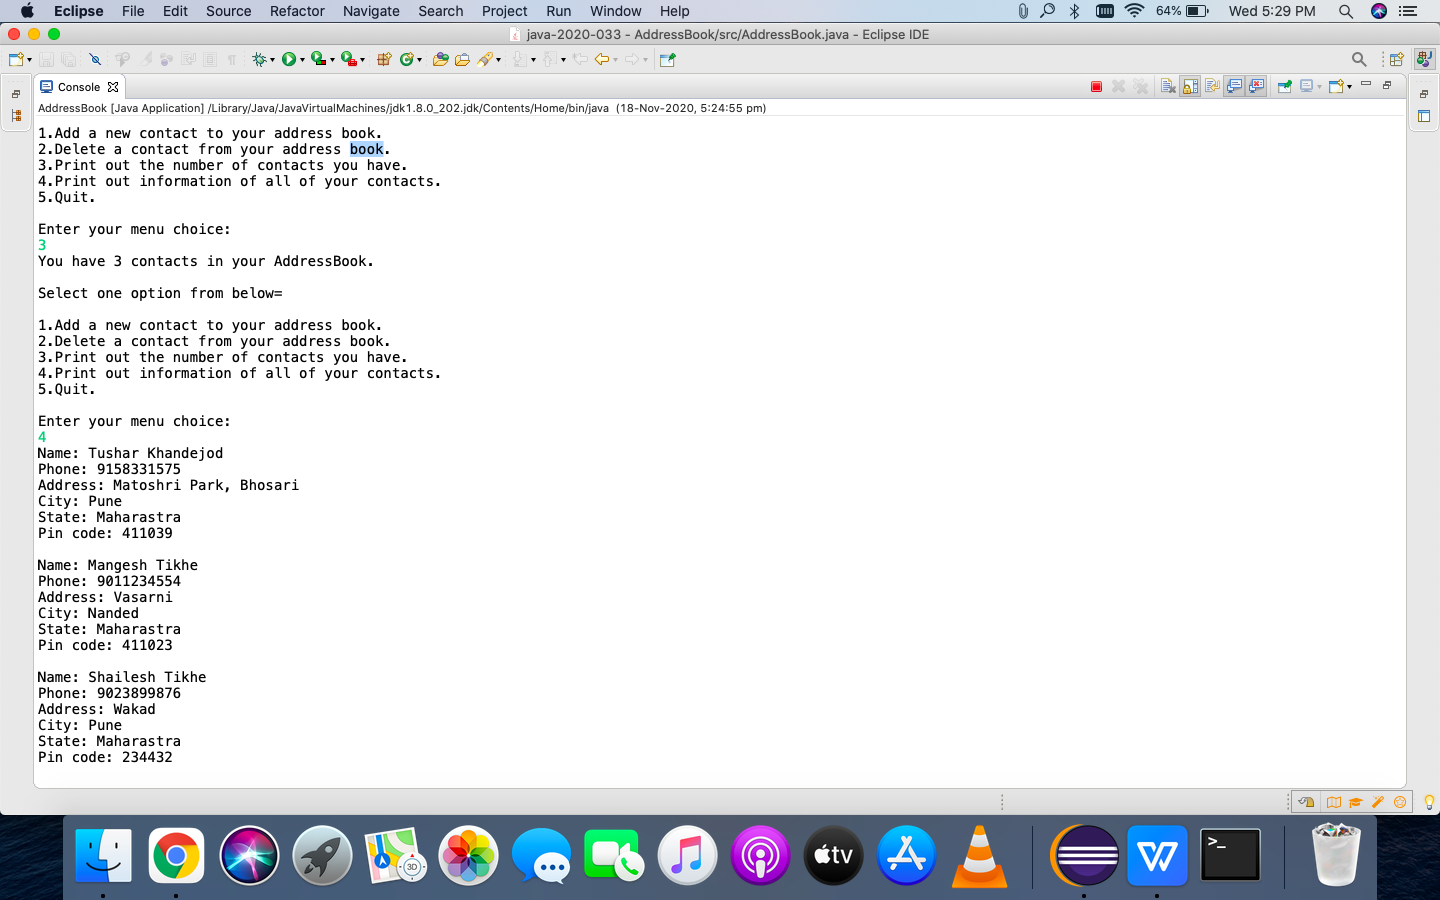 Eclipse File Edit Source Refactor Navigate Search Project Run Window Help 64% Wed 5:29 PM
java-2020-033 - AddressBook/src/AddressBook.java - Eclipse IDE
Console
AddressBook [Java Application] /Library/Java/JavaVirtualMachines/jdk1.8.0_202.jdk/Contents/Home/bin/java (18-Nov-2020, 5:24:55 pm)
1.Add a new contact to your address book.
2.Delete a contact from your address book.
3.Print out the number of contacts you have.
4.Print out information of all of your contacts.
5.Quit.
Enter your menu choice:
3
You have 3 contacts in your AddressBook.
Select one option from below=
1.Add a new contact to your address book.
2.Delete a contact from your address book.
3.Print out the number of contacts you have.
4.Print out information of all of your contacts.
5.Quit.
Enter your menu choice:
4
Name: Tushar Khandejod
Phone: 9158331575
Address: Matoshri Park, Bhosari
City: Pune
State: Maharastra
Pin code: 411039
Name: Mangesh Tikhe
Phone: 9011234554
Address: Vasarni
City: Nanded
State: Maharastra
Pin code: 411023
Name: Shailesh Tikhe
Phone: 9023899876
Address: Wakad
City: Pune
State: Maharastra
Pin code: 234432
3D
tv
W
>_